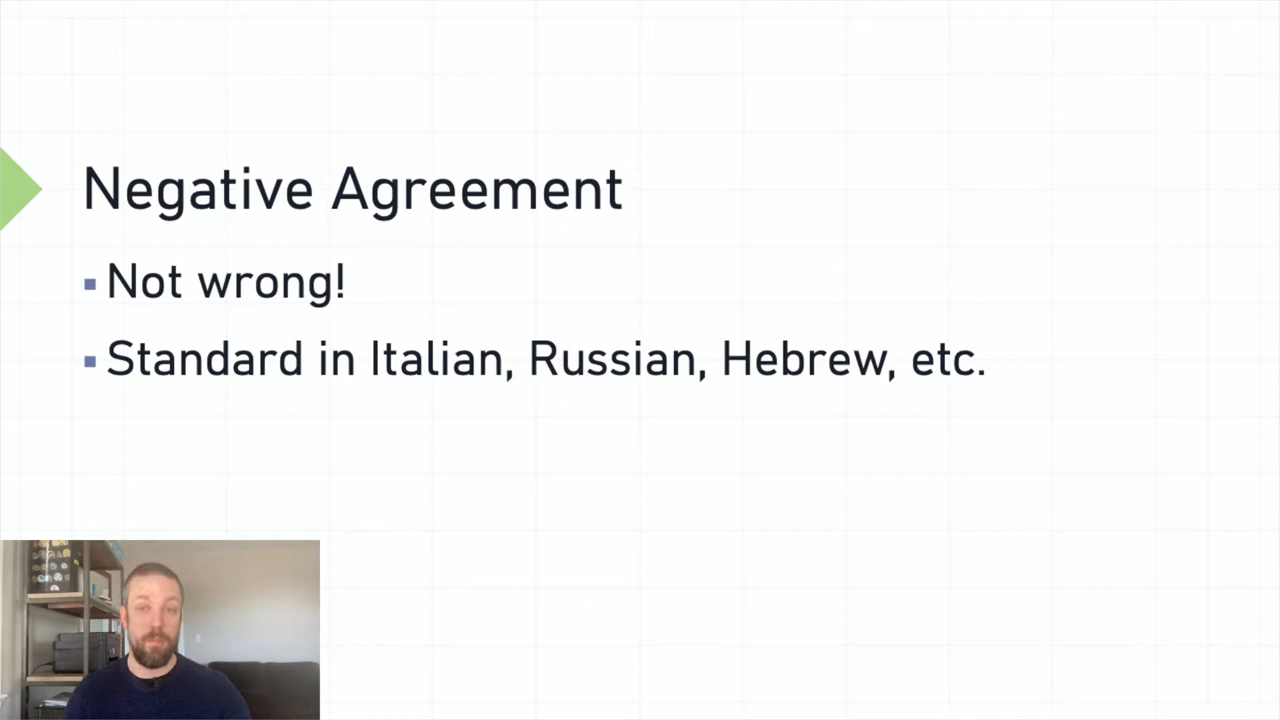 Negative Agreement
Not wrong!
Standard in Italian, Russian, Hebrew, etc.